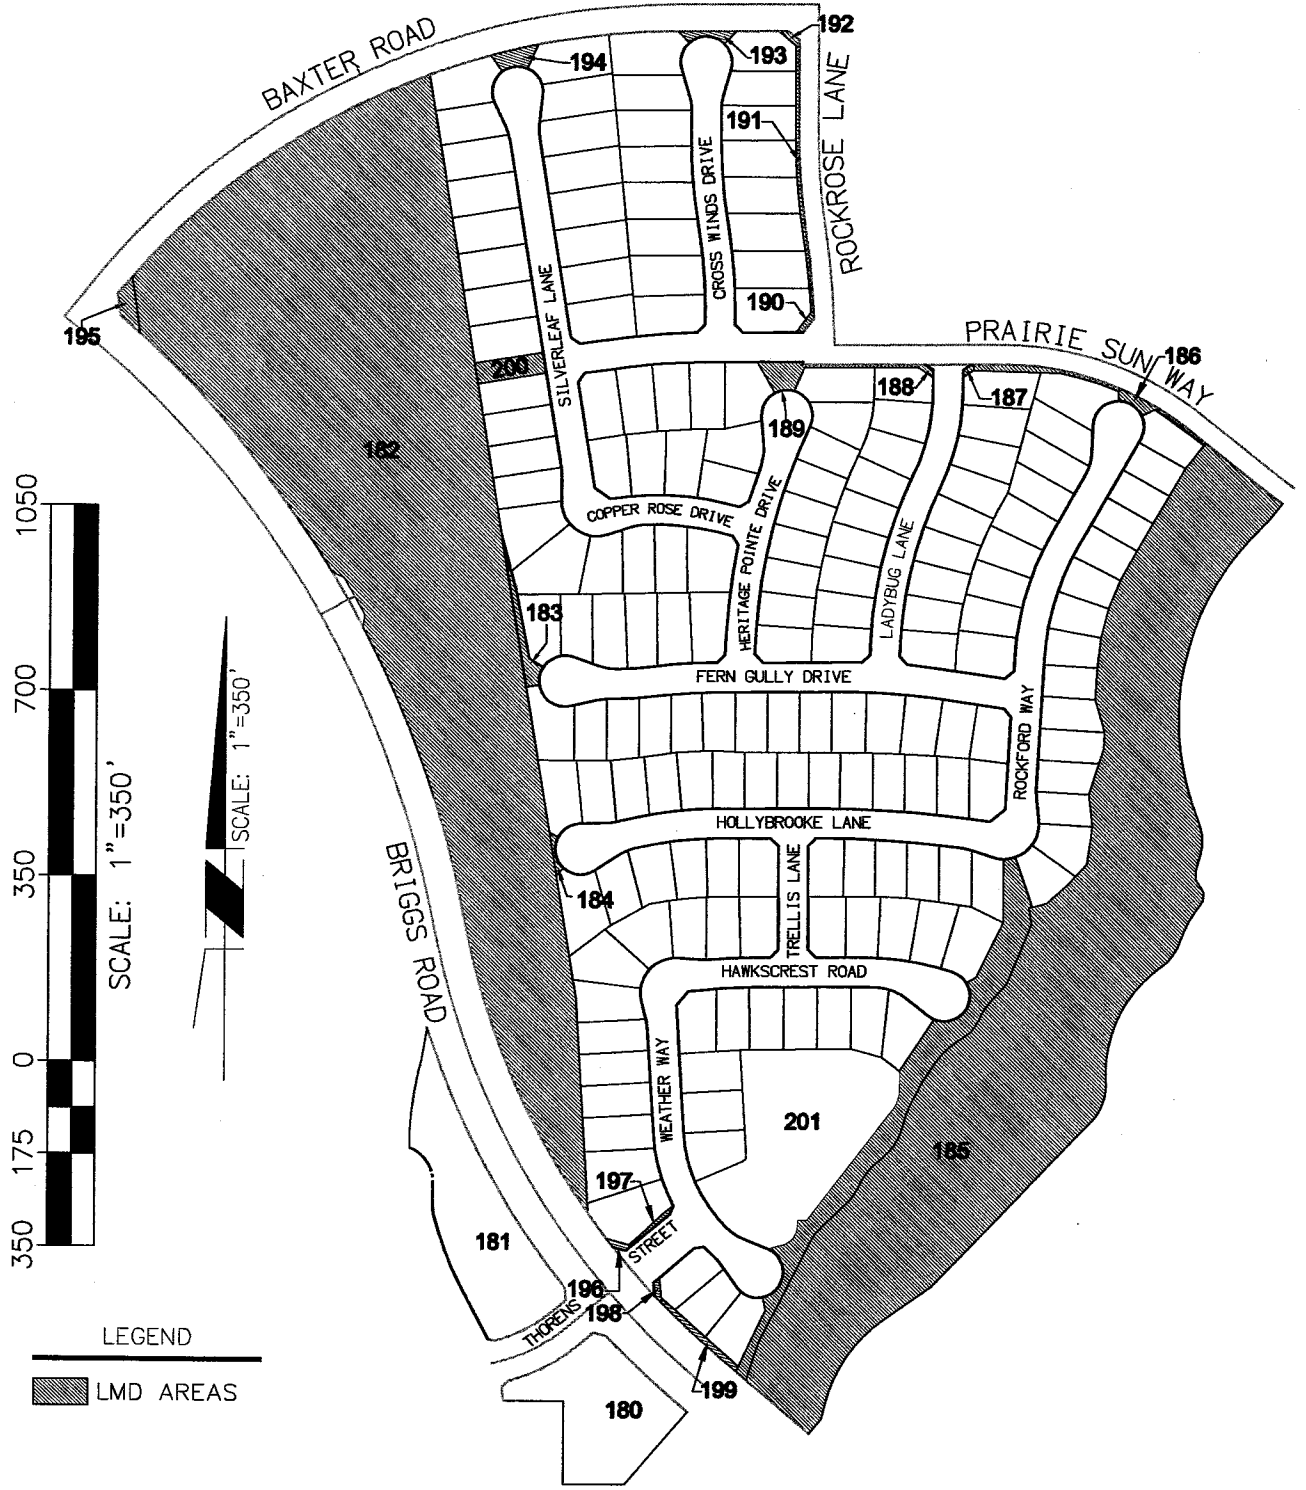 BAXTER ROAD
192
193
194
ROCKROSE LANE
191
CROSS WINDS DRIVE
SILVERLEAF LANE
190
195
PRAIRIE SUN WAY
186
200
188
187
189
182
COPPER ROSE DRIVE
HERITAGE POINTE DRIVE
LADYBUG LANE
183
FERN GULLY DRIVE
ROCKFORD WAY
1050
700
350
0
175
350
SCALE: 1"=350'
SCALE: 1"=350'
HOLLYBROOKE LANE
TRELLIS LANE
184
BRIGGS ROAD
HAWKSCREST ROAD
WEATHER WAY
201
185
197
181
STREET
196
198
THORENS
199
180
LEGEND
LMD AREAS